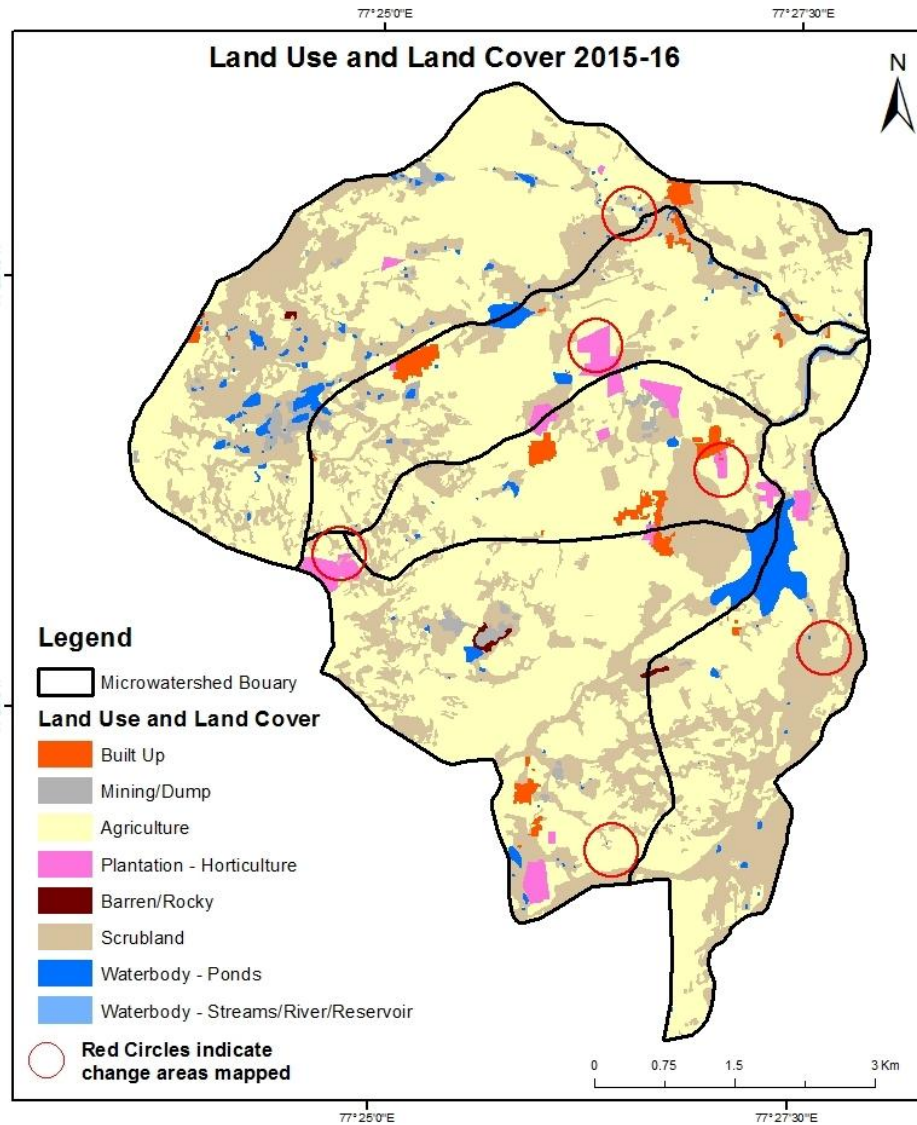 77°25'0"E
77°27'30"E
Land Use and Land Cover 2015-16
N
Legend
Microwatershed Bouary
Land Use and Land Cover
Built Up
Mining/Dump
Agriculture
Plantation - Horticulture
Barren/Rocky
Scrubland
Waterbody - Ponds
Waterbody - Streams/River/Reservoir
Red Circles indicate
change areas mapped
0 0.75 1.5 3 Km
77°25'0"E
77°27'30"E